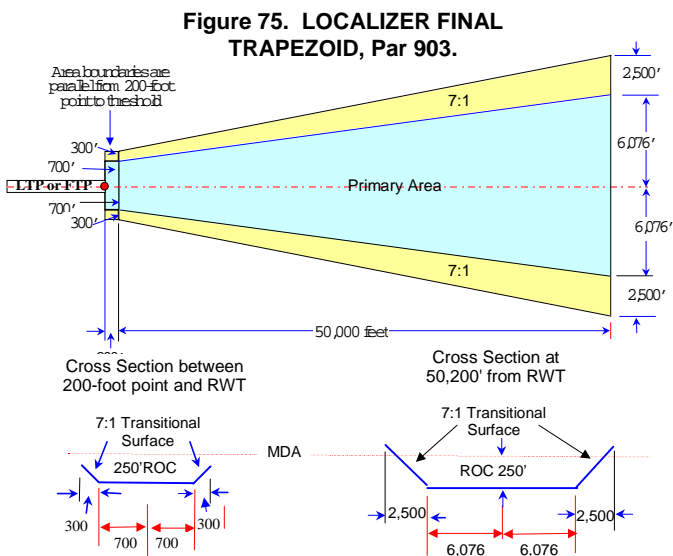 Figure 75. LOCALIZER FINAL
TRAPEZOID, Par 903.
Area boundaries are
parallel from 200-foot
point to threshold
2,500′
7:1
300′
6,076′
700′
LTP or FTP
Primary Area
700′
300′
6,076′
7:1
2,500′
50,000 feet
Cross Section between
200-foot point and RWT
Cross Section at
50,200' from RWT
7:1 Transitional
Surface
7:1 Transitional
Surface
MDA
250'ROC
ROC 250'
300
300
2,500
2,500
700
700
6,076
6,076